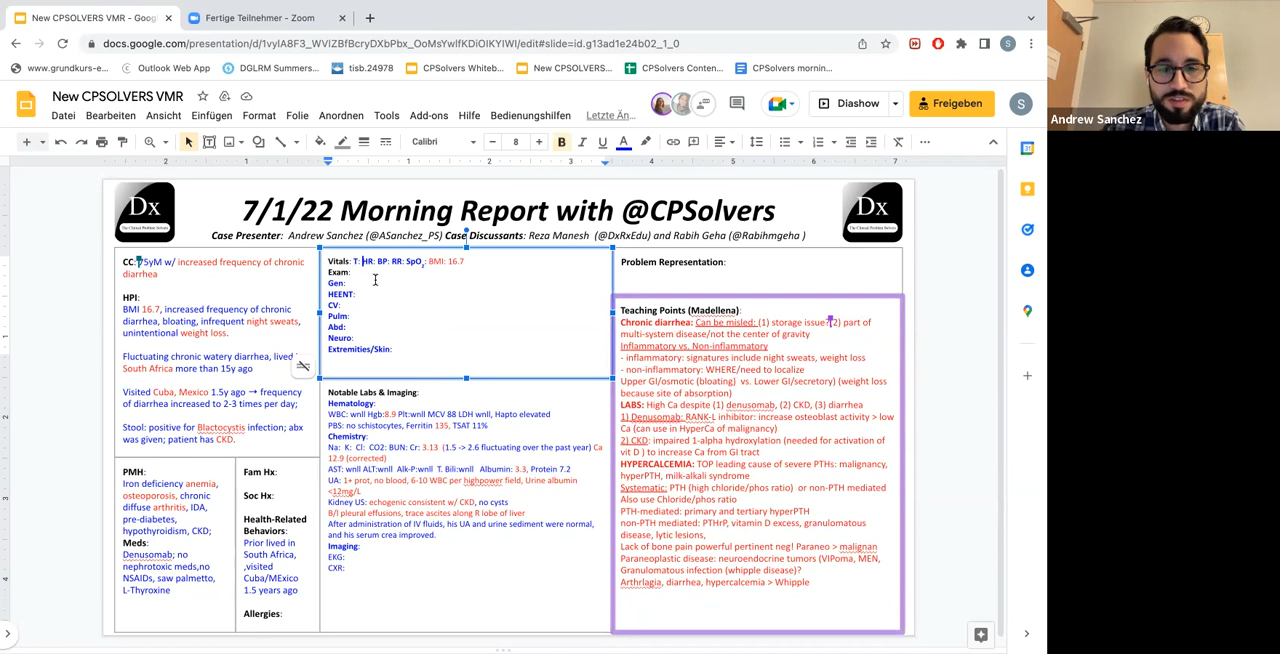 New CPSOLVERS VMR - Goog
Fertige Teilnehmer - Zoom
docs.google.com/presentation/d/1vylA8F3_WVIZBfBcryDXbPbx_OoMsYwlfKDiOIKYIWI/edit#slide=id.g13ad1e24b02_1_0
www.grundkurs-e...
Outlook Web App
DGLRM Summers...
tisb.24978
CPSolvers Whiteb...
New CPSOLVERS...
CPSolvers Conten...
CPSolvers mornin...
New CPSOLVERS VMR
Datei Bearbeiten Ansicht Einfügen Format Folie Anordnen Tools Add-ons Hilfe Bedienungshilfen Letzte Än...
Diashow
Freigeben
Calibri
8
Andrew Sanchez
Dx
The Clinical Problem Solvers
7/1/22 Morning Report with @CPSolvers
Case Presenter: Andrew Sanchez (@ASanchez_PS) Case Discussants: Reza Manesh (@DxRxEdu) and Rabih Geha (@Rabihmgeha )
Dx
The Clinical Problem Solvers
CC: 75yM w/ increased frequency of chronic
diarrhea
HPI:
BMI 16.7, increased frequency of chronic
diarrhea, bloating, infrequent night sweats,
unintentional weight loss.
Fluctuating chronic watery diarrhea, lived
South Africa more than 15y ago
Visited Cuba, Mexico 1.5y ago → frequency
of diarrhea increased to 2-3 times per day;
Stool: positive for Blactocystis infection; abx
was given; patient has CKD.
PMH:
Iron deficiency anemia,
osteoporosis, chronic
diffuse arthritis, IDA,
pre-diabetes,
hypothyroidism, CKD;
Meds:
Denusomab; no
nephrotoxic meds,no
NSAIDs, saw palmetto,
L-Thyroxine
Fam Hx:
Soc Hx:
Health-Related
Behaviors:
Prior lived in
South Africa,
,visited
Cuba/MExico
1.5 years ago
Allergies:
Vitals: T: HR: BP: RR: SpO2: BMI: 16.7
Exam:
Gen:
HEENT:
CV:
Pulm:
Abd:
Neuro:
Extremities/Skin:
Notable Labs & Imaging:
Hematology:
WBC: wnl Hgb:8.9 Plt:wnll MCV 88 LDH wnl, Hapto elevated
PBS: no schistocytes, Ferritin 135, TSAT 11%
Chemistry:
Na: K: Cl: CO2: BUN: Cr: 3.13 (1.5 -> 2.6 fluctuating over the past year) Ca
12.9 (corrected)
AST: wnll ALT:wnl Alk-P:wnll T. Bili:wnl Albumin: 3.3, Protein 7.2
UA: 1+ prot, no blood, 6-10 WBC per highpower field, Urine albumin
<12mg/L
Kidney US: echogenic consistent w/ CKD, no cysts
B/l pleural effusions, trace ascites along R lobe of liver
After administration of IV fluids, his UA and urine sediment were normal,
and his serum crea improved.
Imaging:
EKG:
CXR:
Problem Representation:
Teaching Points (Madellena):
Chronic diarrhea: Can be misled: (1) storage issue? (2) part of
multi-system disease/not the center of gravity
Inflammatory vs. Non-inflammatory
- inflammatory: signatures include night sweats, weight loss
- non-inflammatory: WHERE/need to localize
Upper GI/osmotic (bloating) vs. Lower GI/secretory) (weight loss
because site of absorption)
LABS: High Ca despite (1) denusomab, (2) CKD, (3) diarrhea
1) Denusomab: RANK-L inhibitor: increase osteoblast activity > low
Ca (can use in HyperCa of malignancy)
2) CKD: impaired 1-alpha hydroxylation (needed for activation of
vit D ) to increase Ca from GI tract
HYPERCALCEMIA: TOP leading cause of severe PTHs: malignancy,
hyperPTH, milk-alkali syndrome
Systematic: PTH (high chloride/phos ratio) or non-PTH mediated
Also use Chloride/phos ratio
PTH-mediated: primary and tertiary hyperPTH
non-PTH mediated: PTHrP, vitamin D excess, granulomatous
disease, lytic lesions,
Lack of bone pain powerful pertinent neg! Paraneo > malignan
Paraneoplastic disease: neuroendocrine tumors (VIPoma, MEN,
Granulomatous infection (whipple disease)?
Arthrlagia, diarrhea, hypercalcemia > Whipple